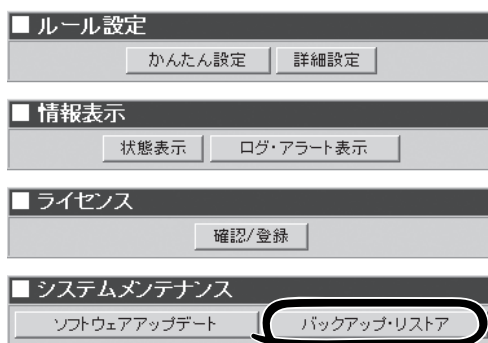 ■ ルール設定
かんたん設定 詳細設定
■ 情報表示
状態表示 ログ・アラート表示
■ ライセンス
確認/登録
■ システムメンテナンス
ソフトウェアアップデート バックアップ・リストア